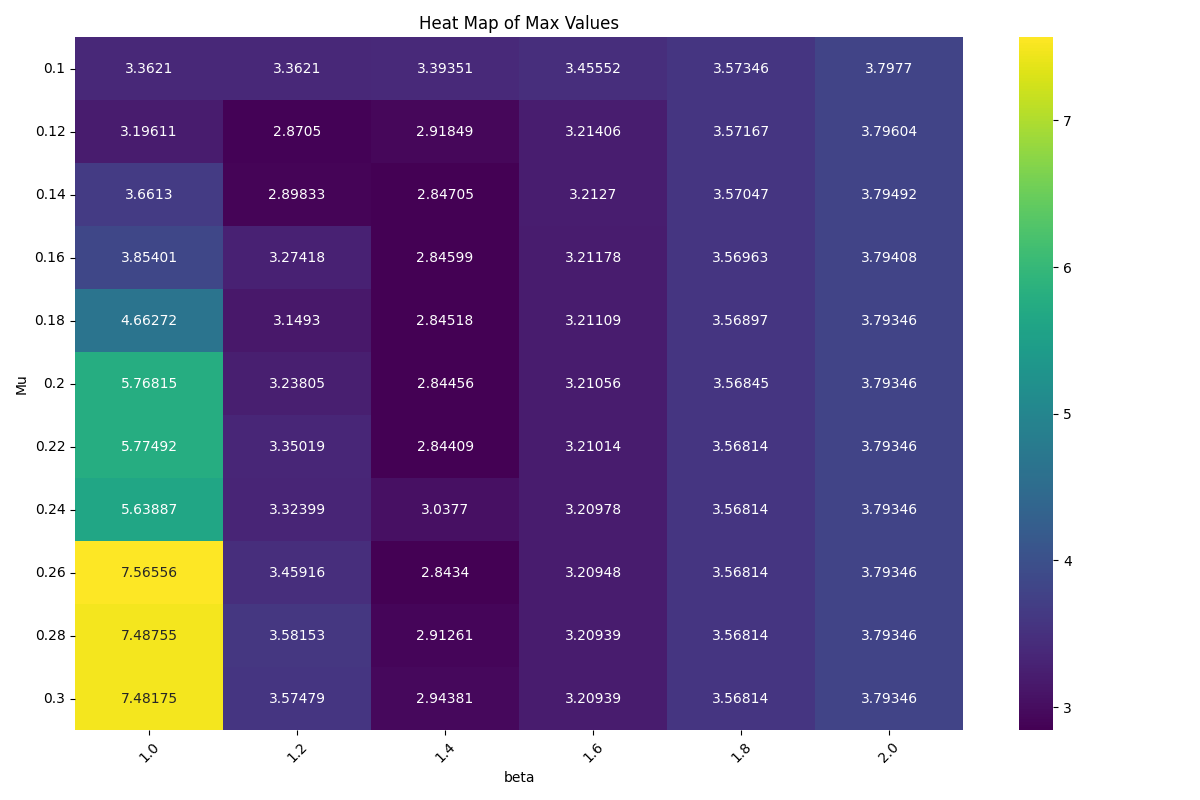 Heat Map of Max Values
0.1 3.3621 3.3621 3.39351 3.45552 3.57346 3.7977
0.12 3.19611 2.8705 2.91849 3.21406 3.57167 3.79604
7
0.14 3.6613 2.89833 2.84705 3.2127 3.57047 3.79492
0.16 3.85401 3.27418 2.84599 3.21178 3.56963 3.79408
6
0.18 4.66272 3.1493 2.84518 3.21109 3.56897 3.79346
Mu
0.2 5.76815 3.23805 2.84456 3.21056 3.56845 3.79346
5
0.22 5.77492 3.35019 2.84409 3.21014 3.56814 3.79346
0.24 5.63887 3.32399 3.0377 3.20978 3.56814 3.79346
4
0.26 7.56556 3.45916 2.8434 3.20948 3.56814 3.79346
0.28 7.48755 3.58153 2.91261 3.20939 3.56814 3.79346
0.3 7.48175 3.57479 2.94381 3.20939 3.56814 3.79346
3
1.0 1.2 1.4 1.6 1.8 2.0
beta